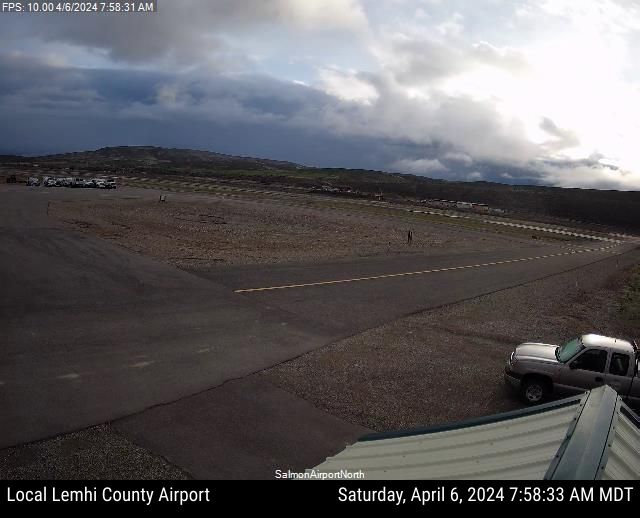 FPS: 10.00 4/6/2024 7:58:31 AM
SalmonAirportNorth
Local Lemhi County Airport Saturday, April 6, 2024 7:58:33 AM MDT